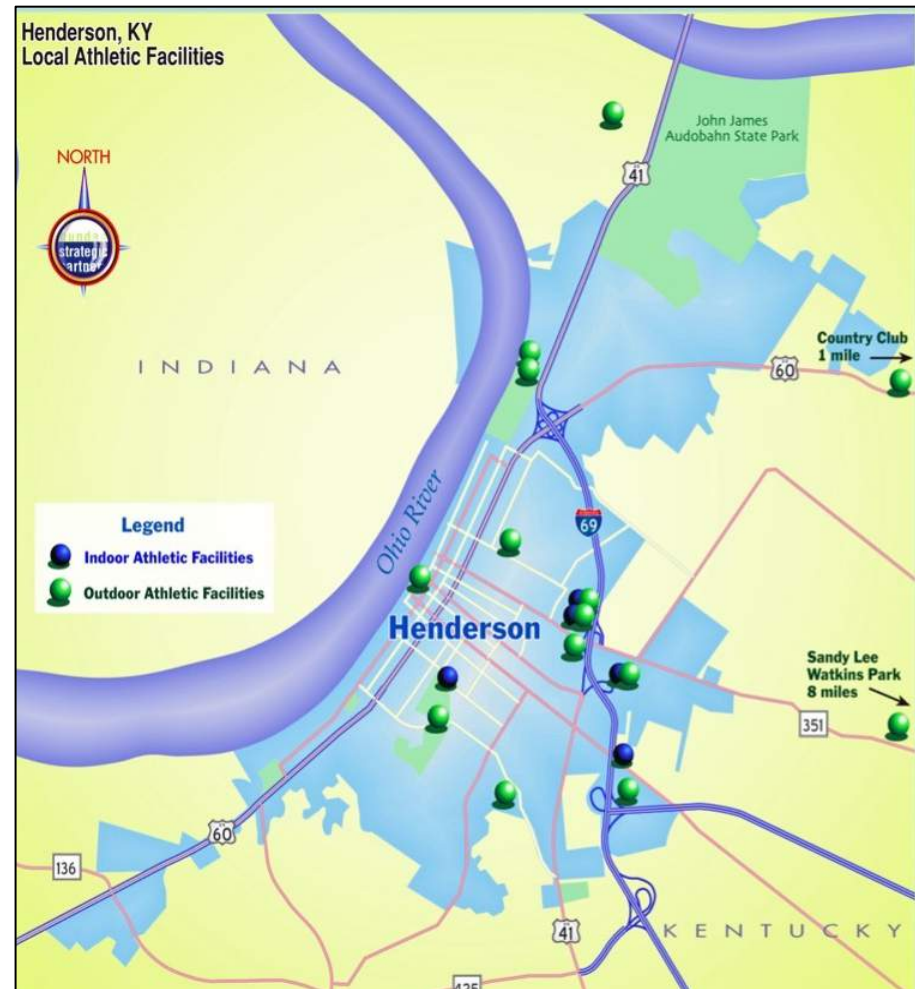 Henderson, KY
Local Athletic Facilities
John James
Audobahn State Park
NORTH
41
strategic
INDIANA
Country Club
1 mile
60
Ohio River
69
Legend
Indoor Athletic Facilities
Outdoor Athletic Facilities
Henderson
Sandy Lee
Watkins Park
8 miles
351
60
136
41
KENTUCKY